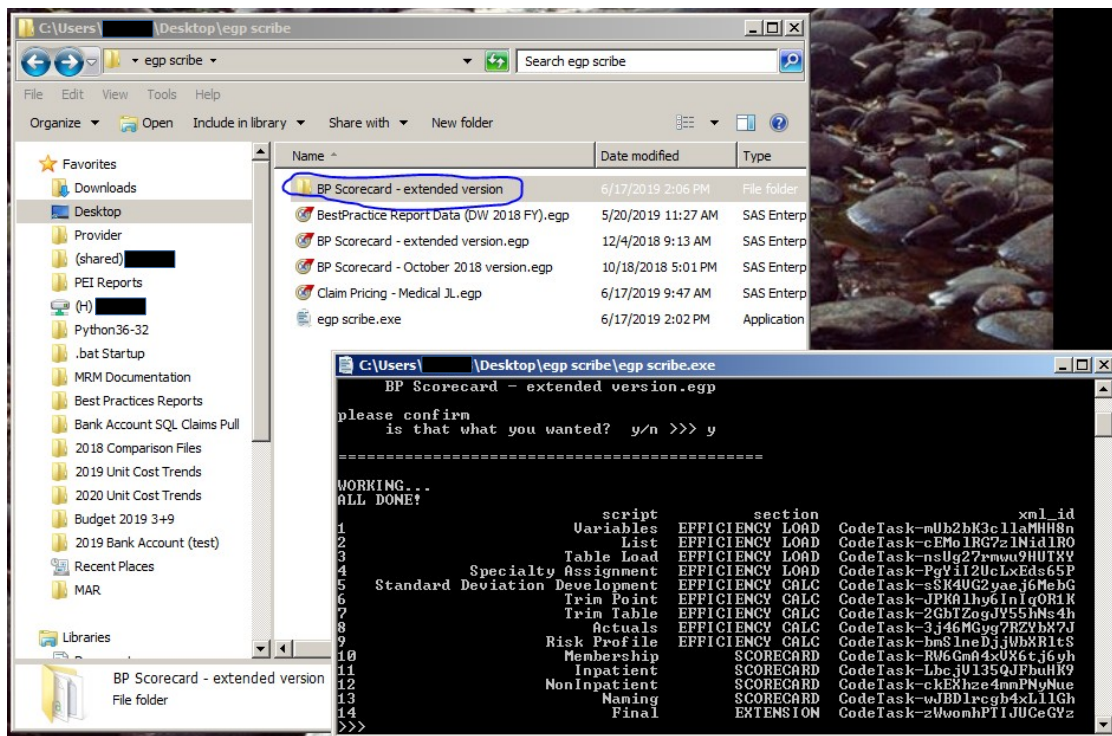 C:\Users\ \Desktop\egp scribe
egp scribe
Search egp scribe
File Edit View Tools Help
Organize Open Include in library Share with New folder
Favorites
Downloads
Desktop
Provider
(shared)
PEI Reports
(H)
Python36-32
.bat Startup
MRM Documentation
Best Practices Reports
Bank Account SQL Claims Pull
2018 Comparison Files
2019 Unit Cost Trends
2020 Unit Cost Trends
Budget 2019 3+9
2019 Bank Account (test)
Recent Places
MAR
Libraries
Name Date modified Type
BP Scorecard - extended version 6/17/2019 2:06 PM File folder
BestPractice Report Data (DW 2018 FY).egp 5/20/2019 11:27 AM SAS Enterp
BP Scorecard - extended version.egp 12/4/2018 9:13 AM SAS Enterp
BP Scorecard - October 2018 version.egp 10/18/2018 5:01 PM SAS Enterp
Claim Pricing - Medical JL.egp 6/17/2019 9:47 AM SAS Enterp
egp scribe.exe 6/17/2019 2:02 PM Application
BP Scorecard - extended version
File folder
C:\Users\ \Desktop\egp scribe\egp scribe.exe
BP Scorecard - extended version.egp
please confirm
is that what you wanted? y/n >>> y
=============================================
WORKING...
ALL DONE!
script section xml_id
1 Variables EFFICIENCY LOAD CodeTask-mUb2bK3cllaMHH8n
2 List EFFICIENCY LOAD CodeTask-cEMolRG7zlNidlRO
3 Table Load EFFICIENCY LOAD CodeTask-nsUg27rmwu9HUTXY
4 Specialty Assignment EFFICIENCY LOAD CodeTask-PgYiI2UcLxEds65P
5 Standard Deviation Development EFFICIENCY CALC CodeTask-sSK4VG2yaej6MebG
6 Trim Point EFFICIENCY CALC CodeTask-JPKAlhy6InIqOR1K
7 Trim Table EFFICIENCY CALC CodeTask-2GbTZogJY55hNs4h
8 Actuals EFFICIENCY CALC CodeTask-3j46MGyg7RZYbX7J
9 Risk Profile EFFICIENCY CALC CodeTask-bmSlneDjjWbXRltS
10 Membership SCORECARD CodeTask-RW6GmA4xUX6tj6yh
11 Inpatient SCORECARD CodeTask-LbcjUl35QJFbuHK9
12 NonInpatient SCORECARD CodeTask-ckEXhze4mmPNyNue
13 Naming SCORECARD CodeTask-wJBDlrcgb4xLllGh
14 Final EXTENSION CodeTask-zWwomhPTIJUCeGYz
>>>